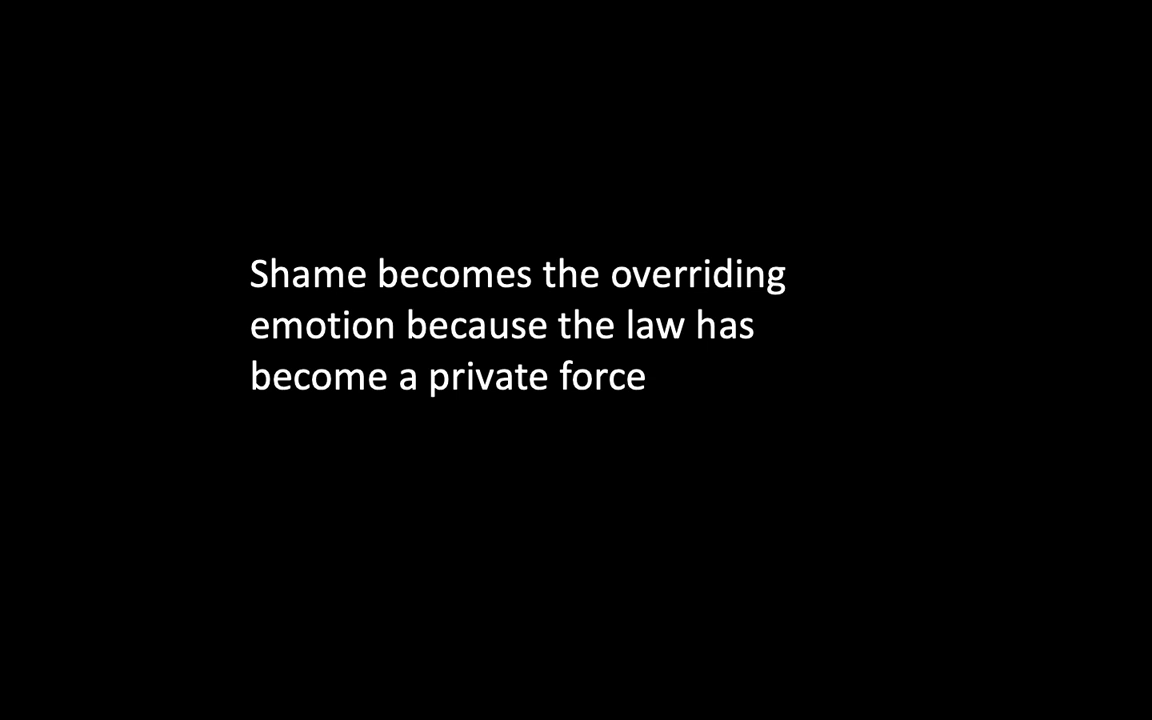 Shame becomes the overriding
emotion because the law has
become a private force